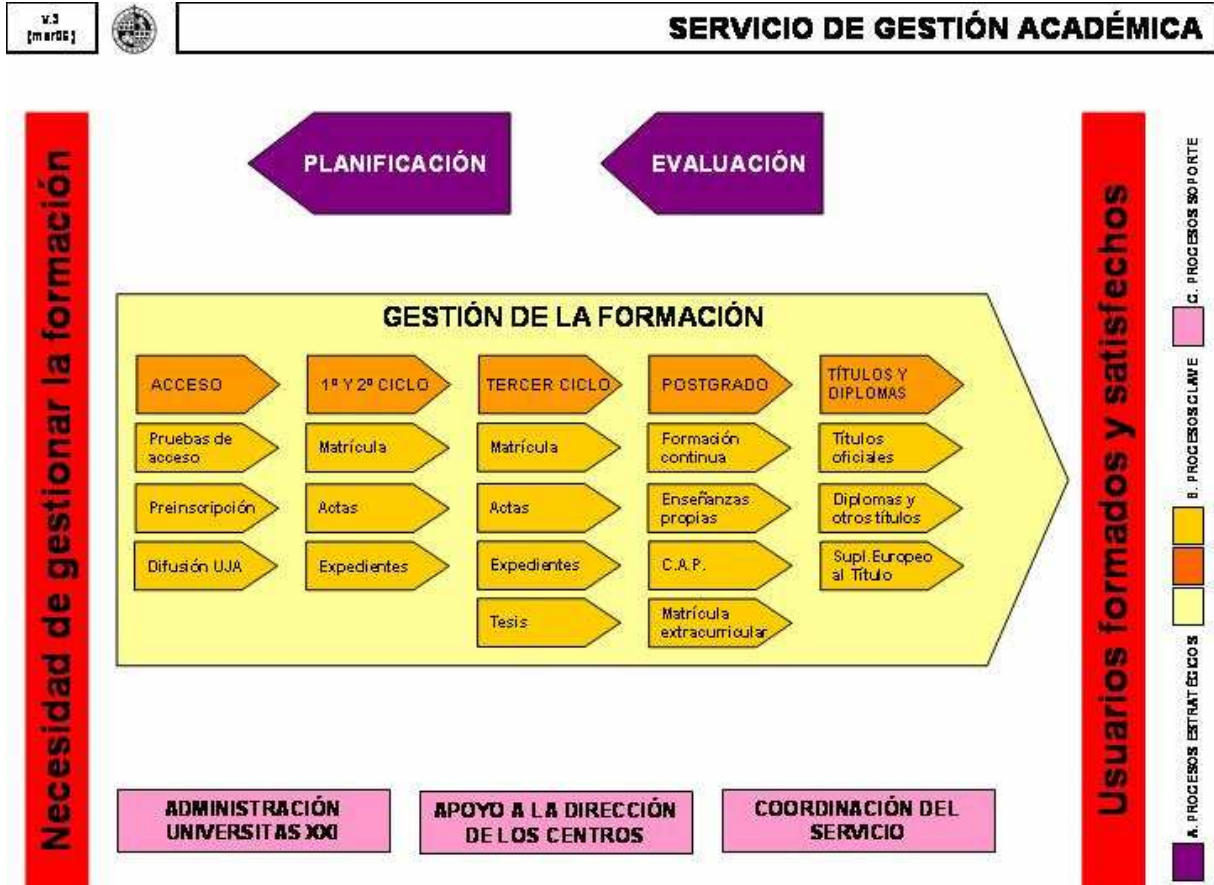 v.3
[mar06]
SERVICIO DE GESTIÓN ACADÉMICA
Necesidad de gestionar la formación
PLANIFICACIÓN
EVALUACIÓN
GESTIÓN DE LA FORMACIÓN
ACCESO
Pruebas de
acceso
Preinscripción
Difusión UJA
1º Y 2º CICLO
Matrícula
Actas
Expedientes
TERCER CICLO
Matrícula
Actas
Expedientes
Tesis
POSTGRADO
Formación
continua
Enseñanzas
propias
C.A.P.
Matrícula
extracurricular
TÍTULOS Y
DIPLOMAS
Títulos
oficiales
Diplomas y
otros títulos
Supl.Europeo
al Título
ADMINISTRACIÓN
UNIVERSITAS XXI
APOYO A LA DIRECCIÓN
DE LOS CENTROS
COORDINACIÓN DEL
SERVICIO
Usuarios formados y satisfechos
A. PROCESOS ESTRATÉGICOS
B. PROCESOS CLAVE
C. PROCESOS SOPORTE